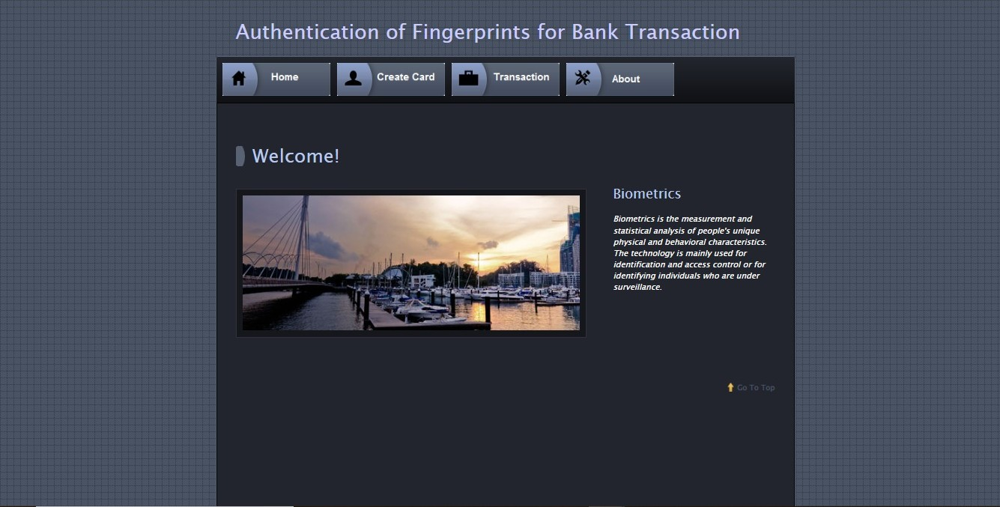 Authentication of Fingerprints for Bank Transaction
Home
Create Card
Transaction
About
Welcome!
Biometrics
Biometrics is the measurement and
statistical analysis of people's unique
physical and behavioral characteristics.
The technology is mainly used for
identification and access control or for
identifying individuals who are under
surveillance.
Go To Top